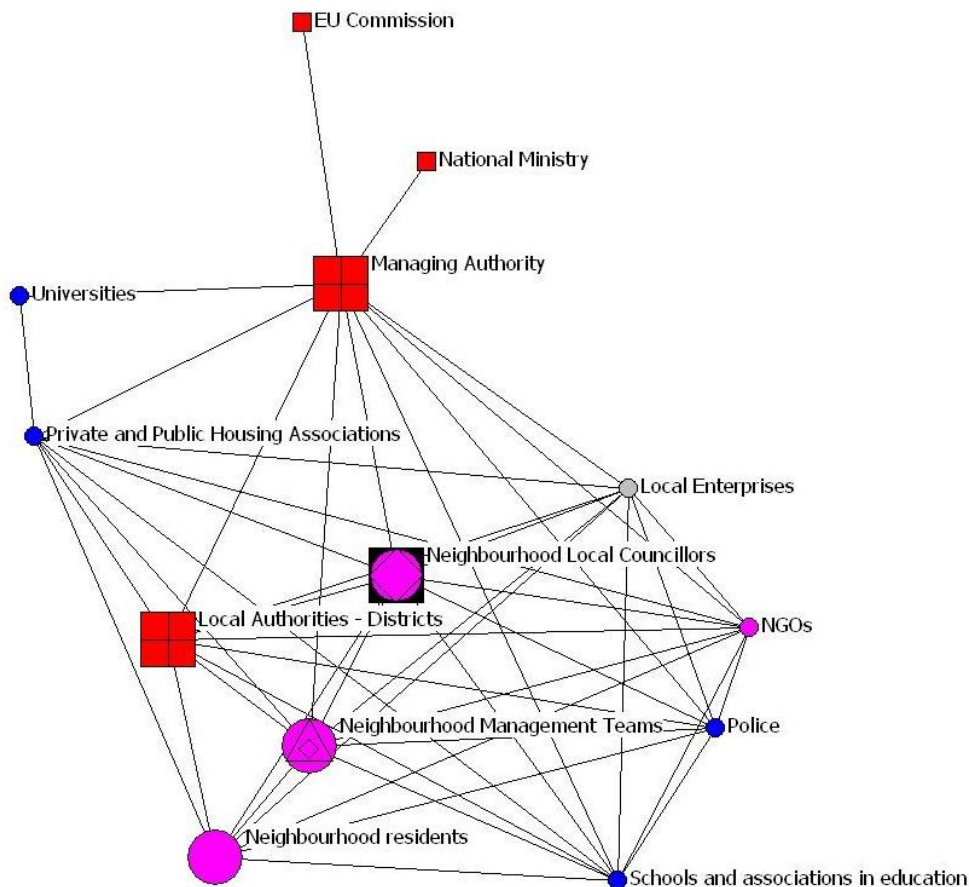 EU Commission
National Ministry
Managing Authority
Universities
Private and Public Housing Associations
Local Enterprises
Neighbourhood Local Councillors
Local Authorities - Districts
NGOs
Neighbourhood Management Teams
Police
Neighbourhood residents
Schools and associations in education